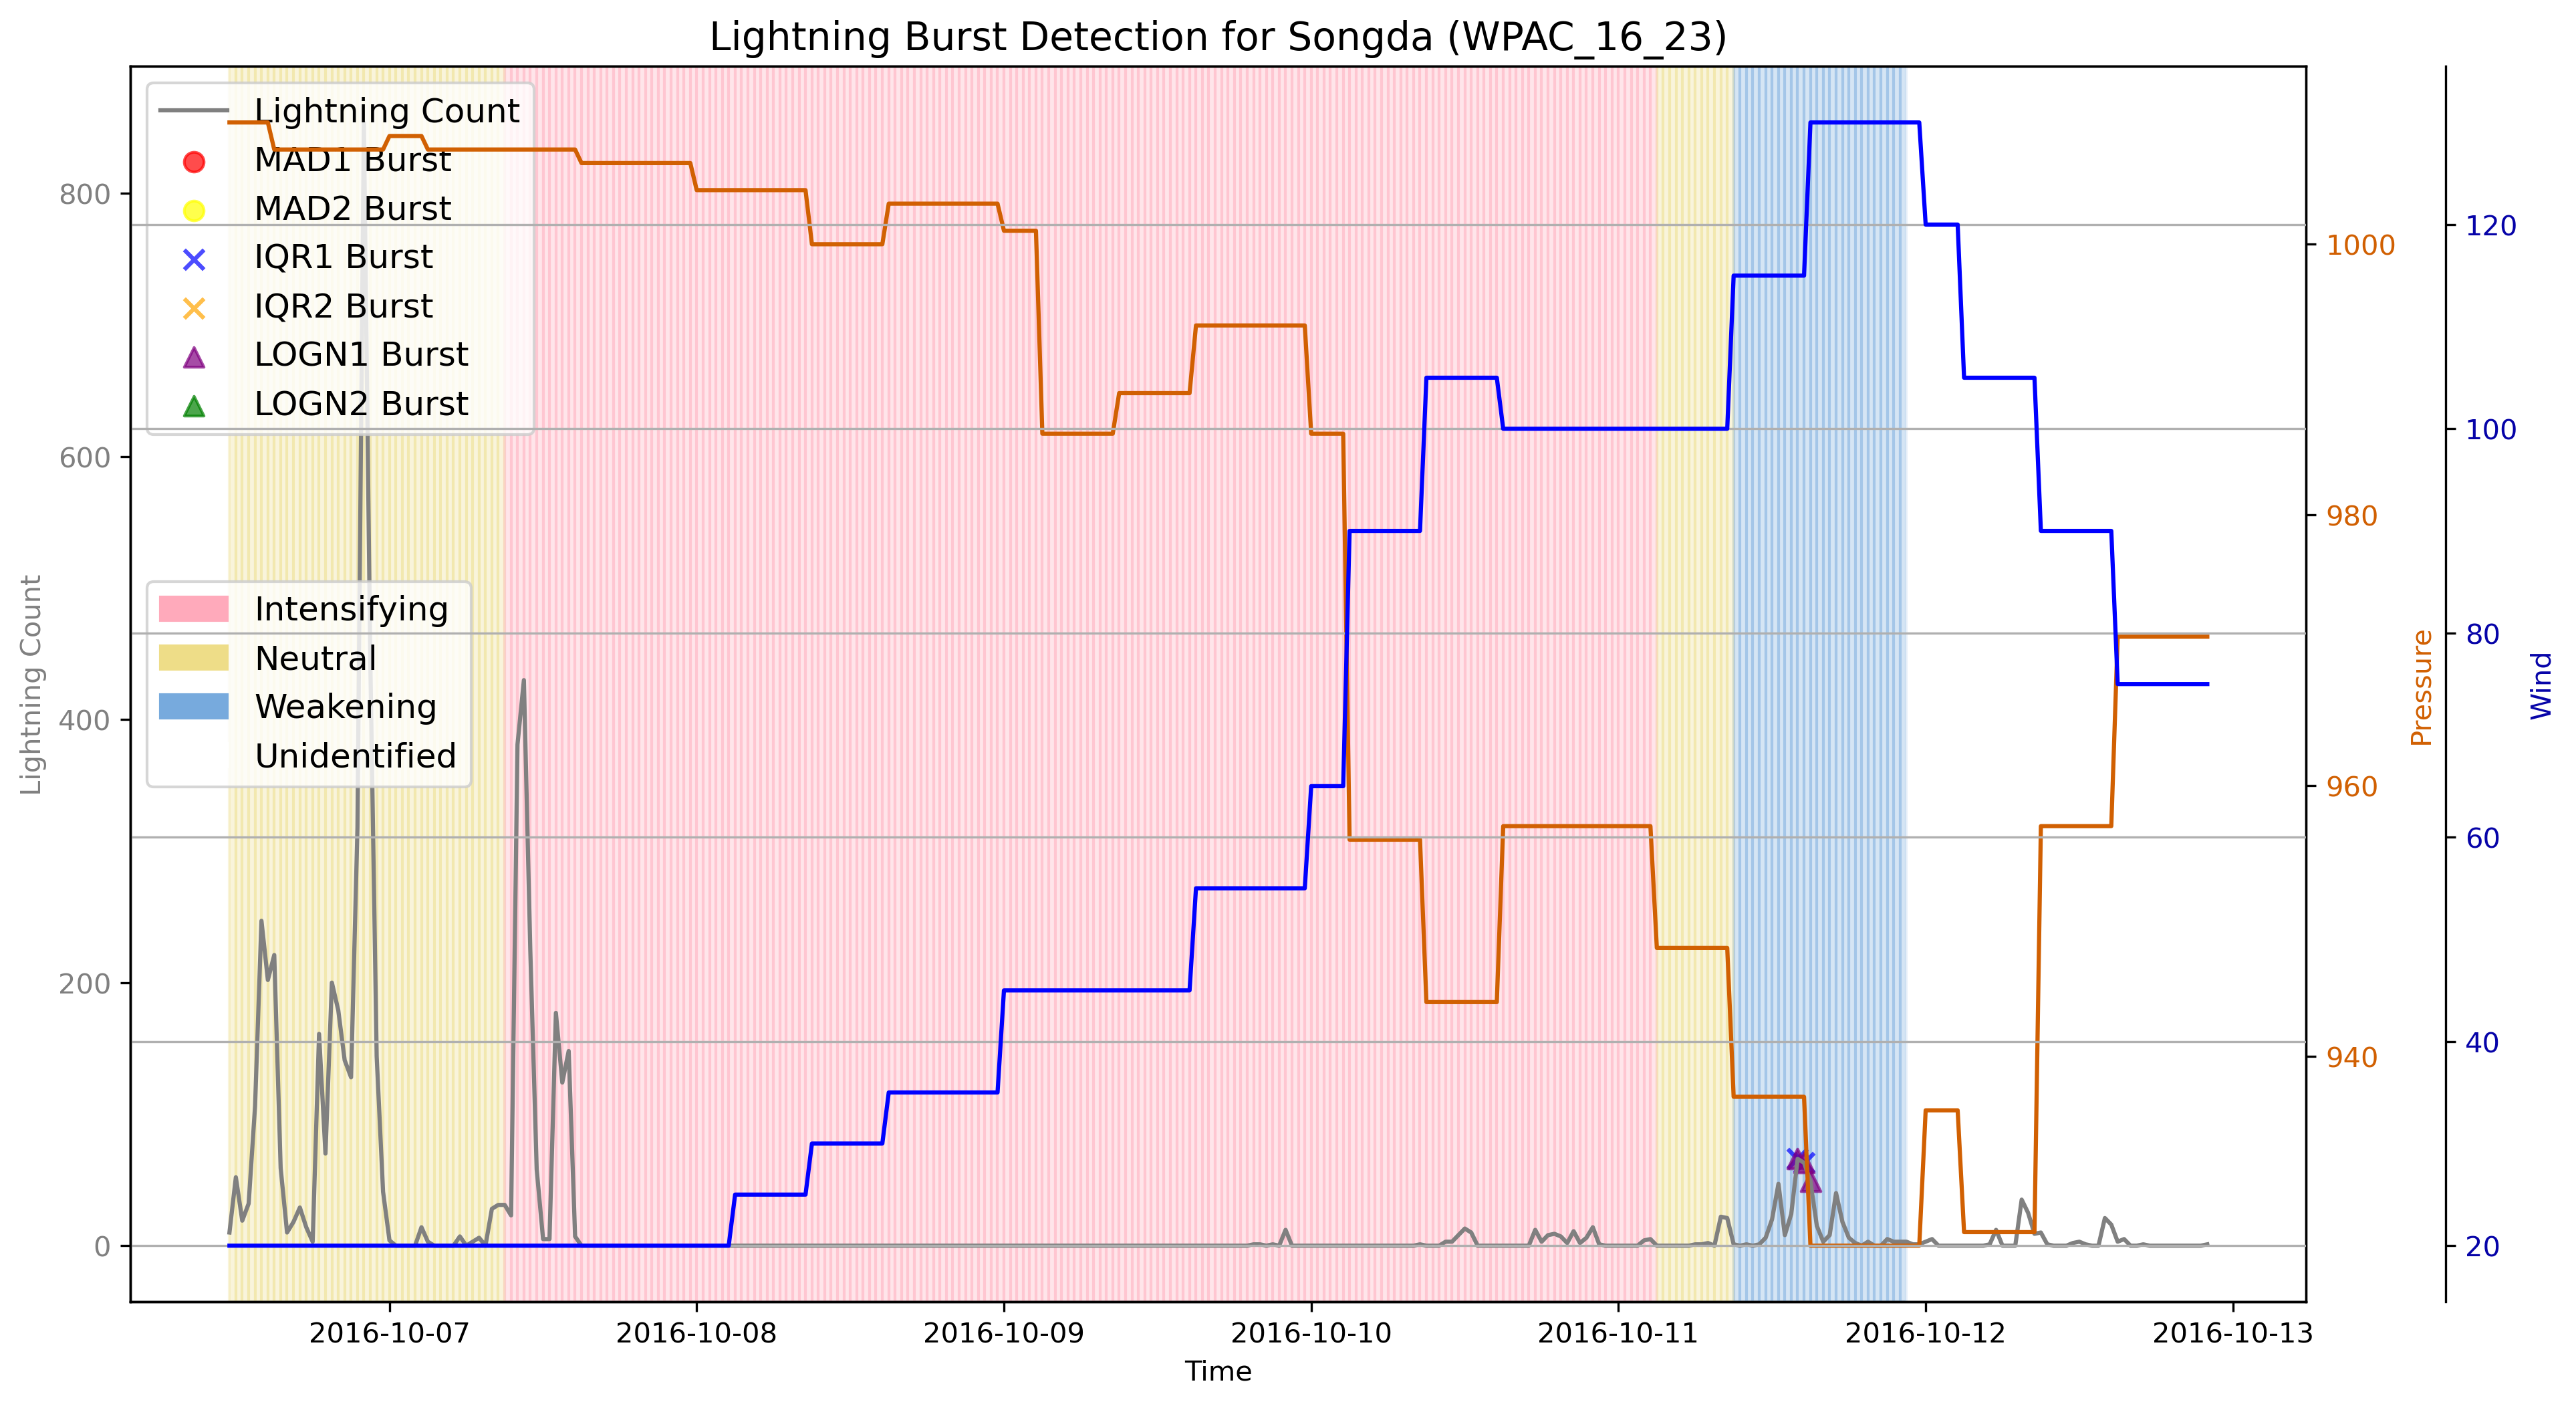 Lightning Burst Detection for Songda (WPAC_16_23)
Lightning Count
MAD1 Burst
MAD2 Burst
IQR1 Burst
IQR2 Burst
LOGN1 Burst
LOGN2 Burst
Intensifying
Neutral
Weakening
Unidentified
Lightning Count
800
600
400
200
0
1000
980
960
940
Pressure
120
100
80
60
40
20
Wind
2016-10-07
2016-10-08
2016-10-09
2016-10-10
2016-10-11
2016-10-12
2016-10-13
Time